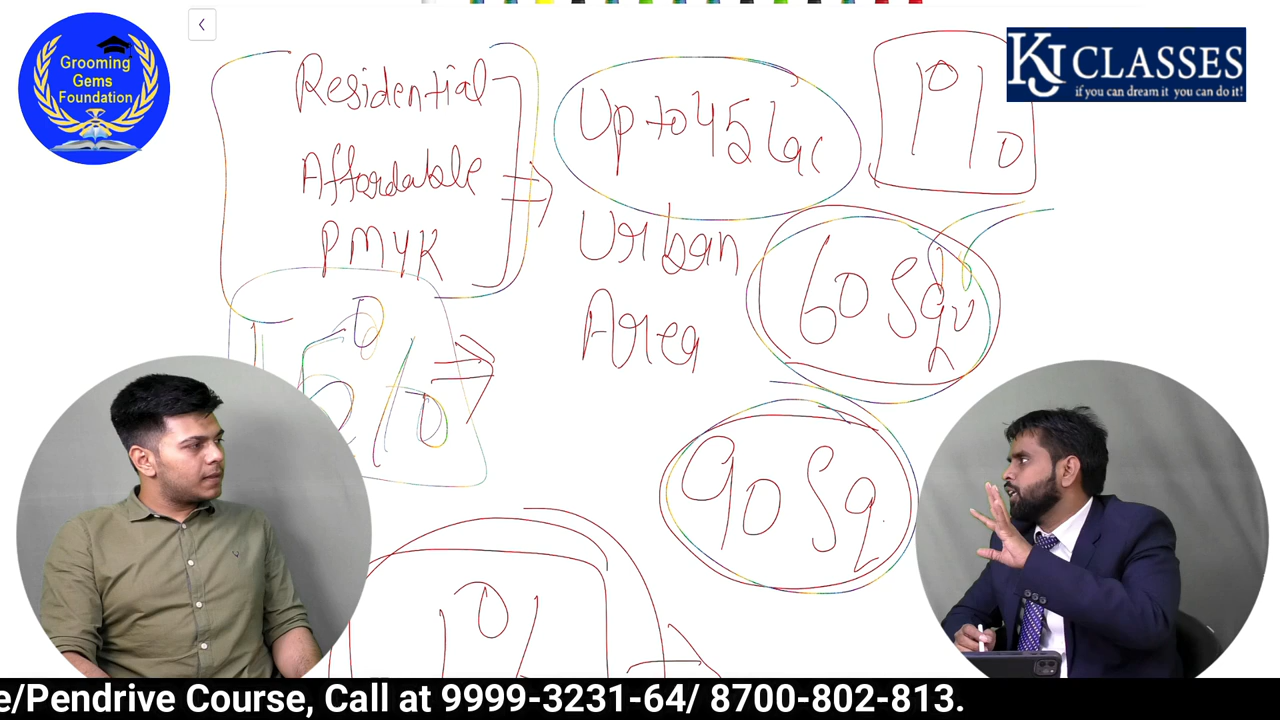 Grooming
Gems
Foundation
KJ CLASSES
if you can dream it you can do it!
Residential
Affordable
PMYK
Up to 45 Lac
1%
Urban
Area
60 Sq
90 Sq
e/Pendrive Course, Call at 9999-3231-64/ 8700-802-813.